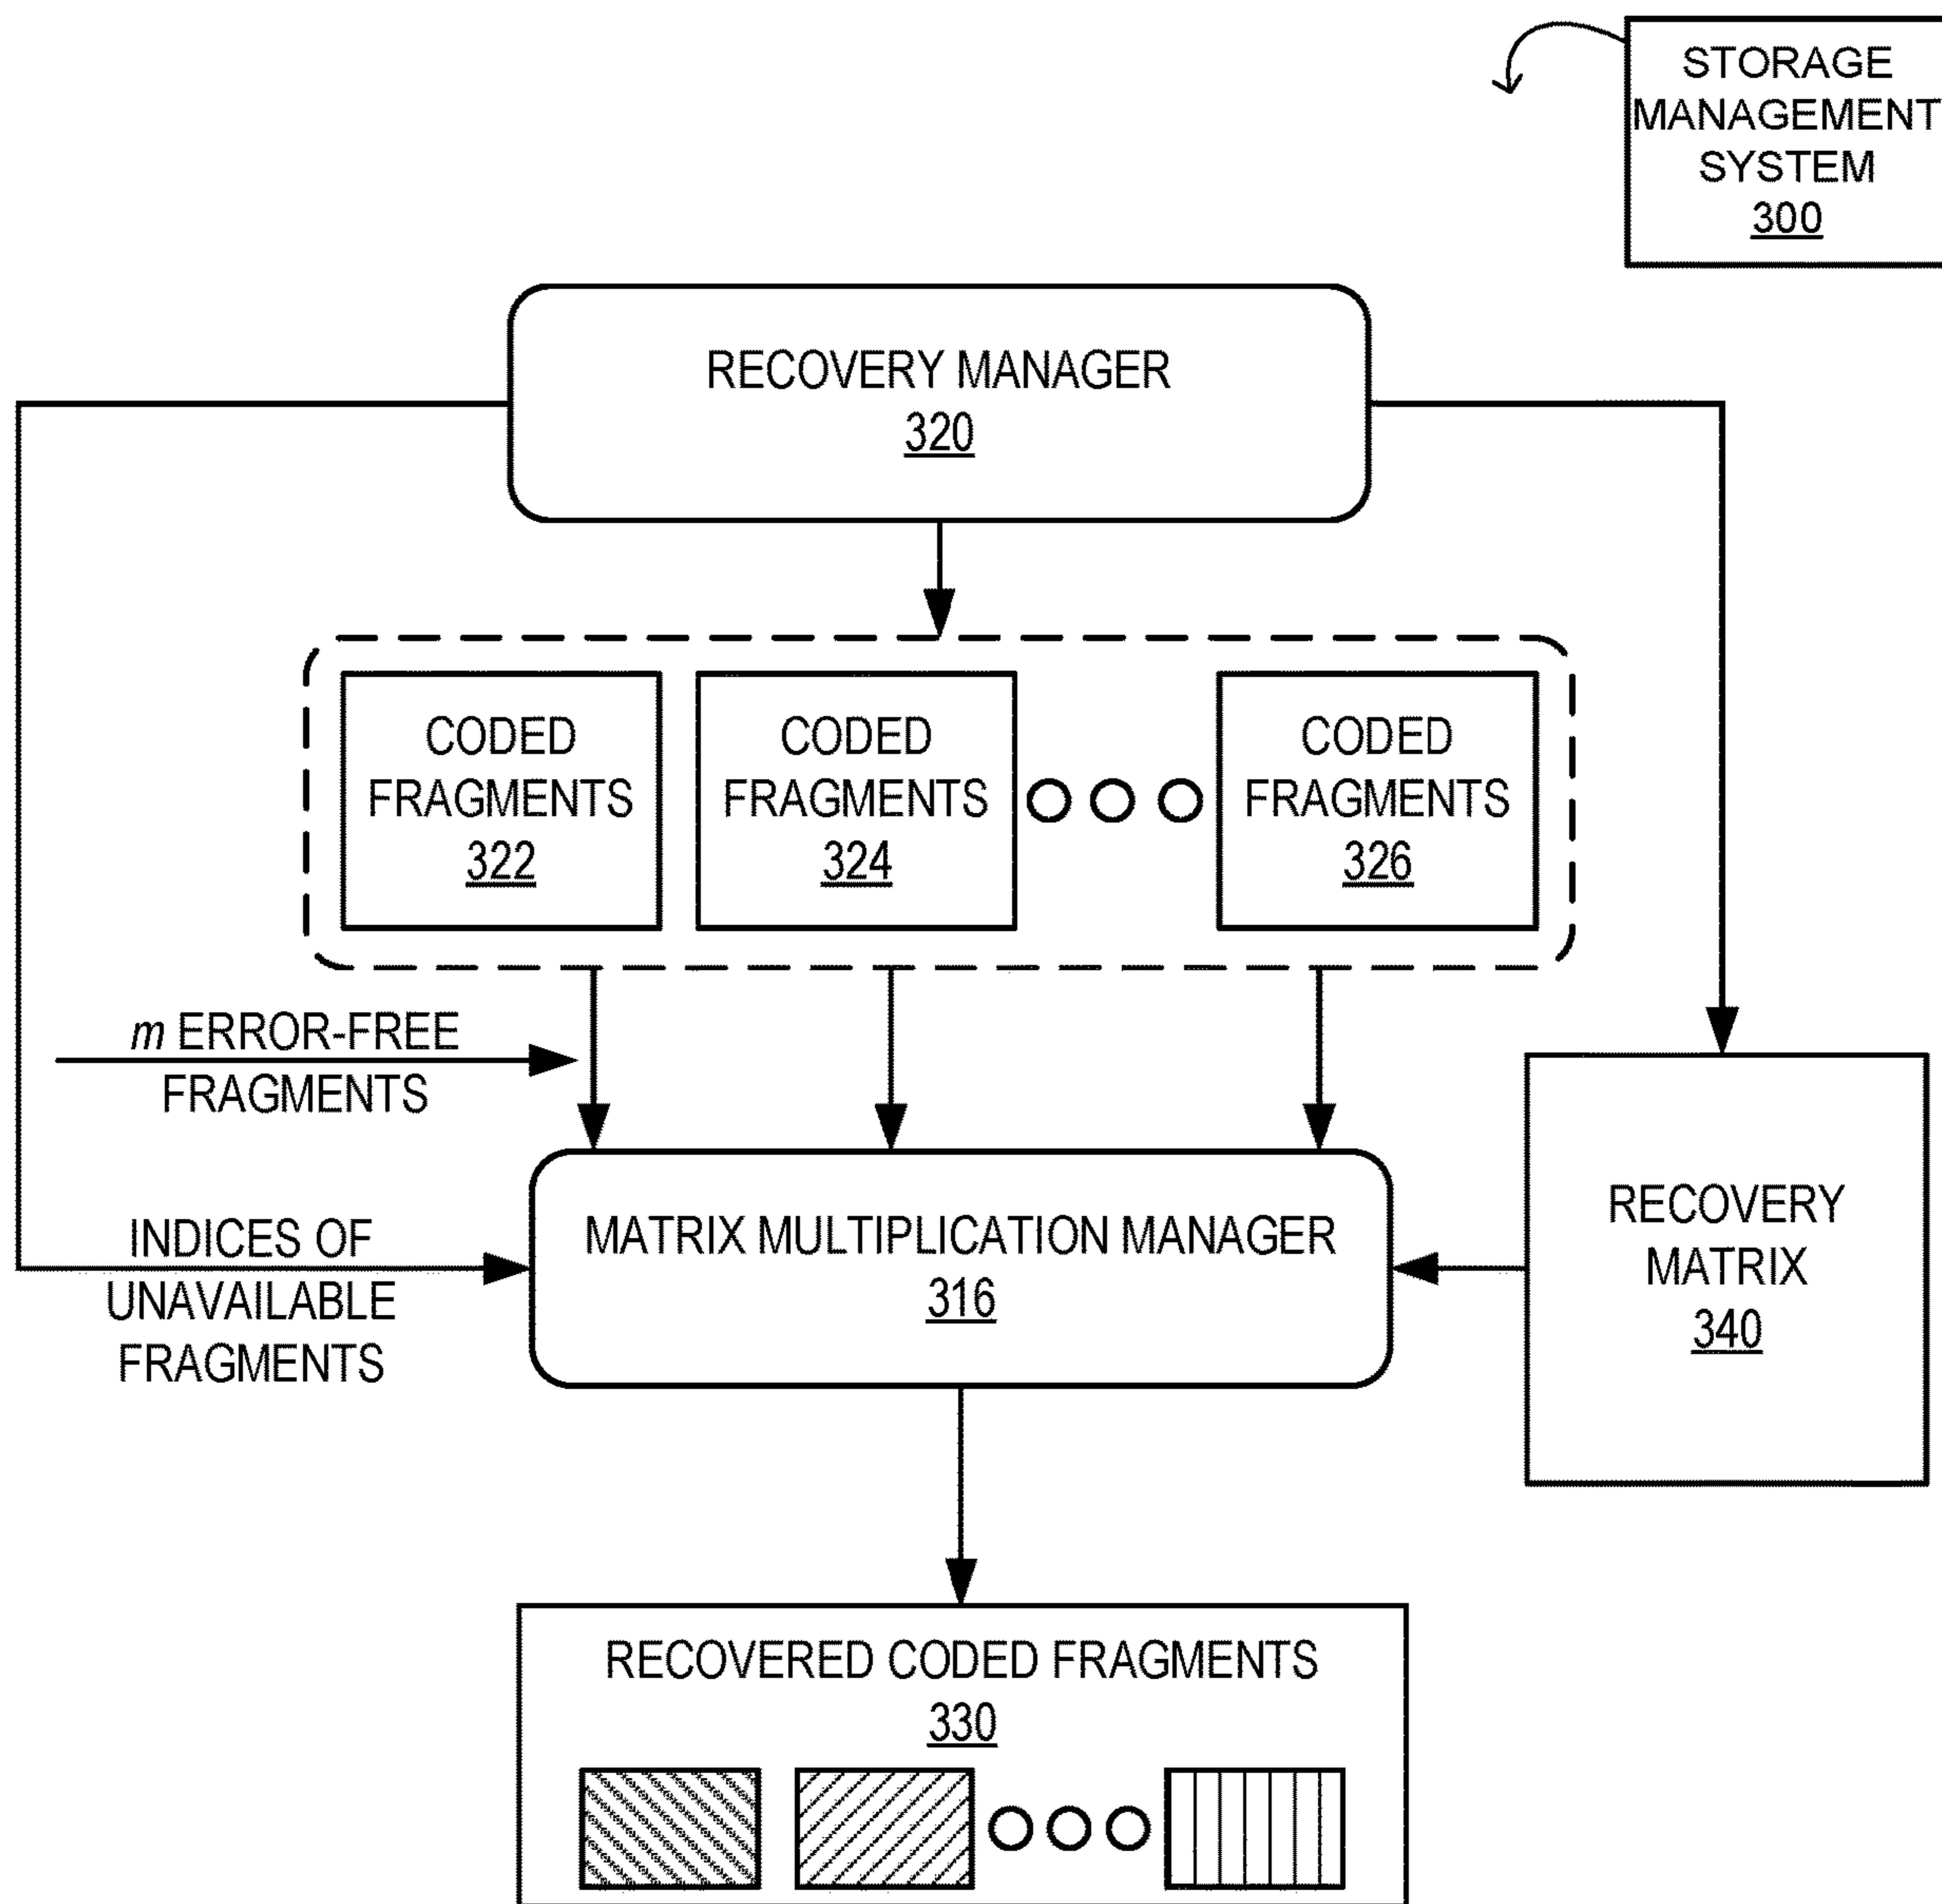 STORAGE
MANAGEMENT
SYSTEM
300
RECOVERY MANAGER
320
CODED
FRAGMENTS
322
CODED
FRAGMENTS
324
CODED
FRAGMENTS
326
m ERROR-FREE
FRAGMENTS
INDICES OF
UNAVAILABLE
FRAGMENTS
MATRIX MULTIPLICATION MANAGER
316
RECOVERY
MATRIX
340
RECOVERED CODED FRAGMENTS
330